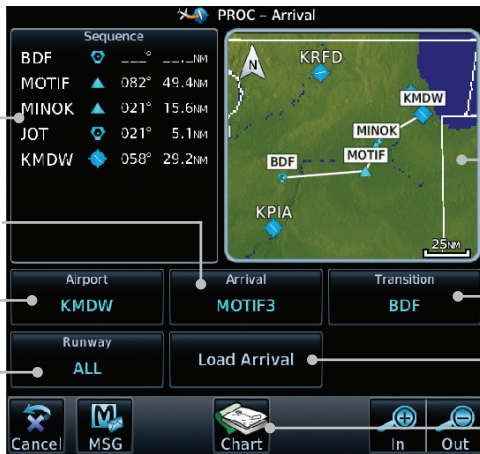 PROC – Arrival
Sequence
BDF ___° __._NM
MOTIF 082° 49.4NM
MINOK 021° 15.6NM
JOT 021° 5.1NM
KMDW 058° 29.2NM
N
KRFD
KMDW
MINOK
MOTIF
BDF
KPIA
25NM
Airport
KMDW
Arrival
MOTIF3
Transition
BDF
Runway
ALL
Load Arrival
Cancel
M
MSG
Chart
In
Out